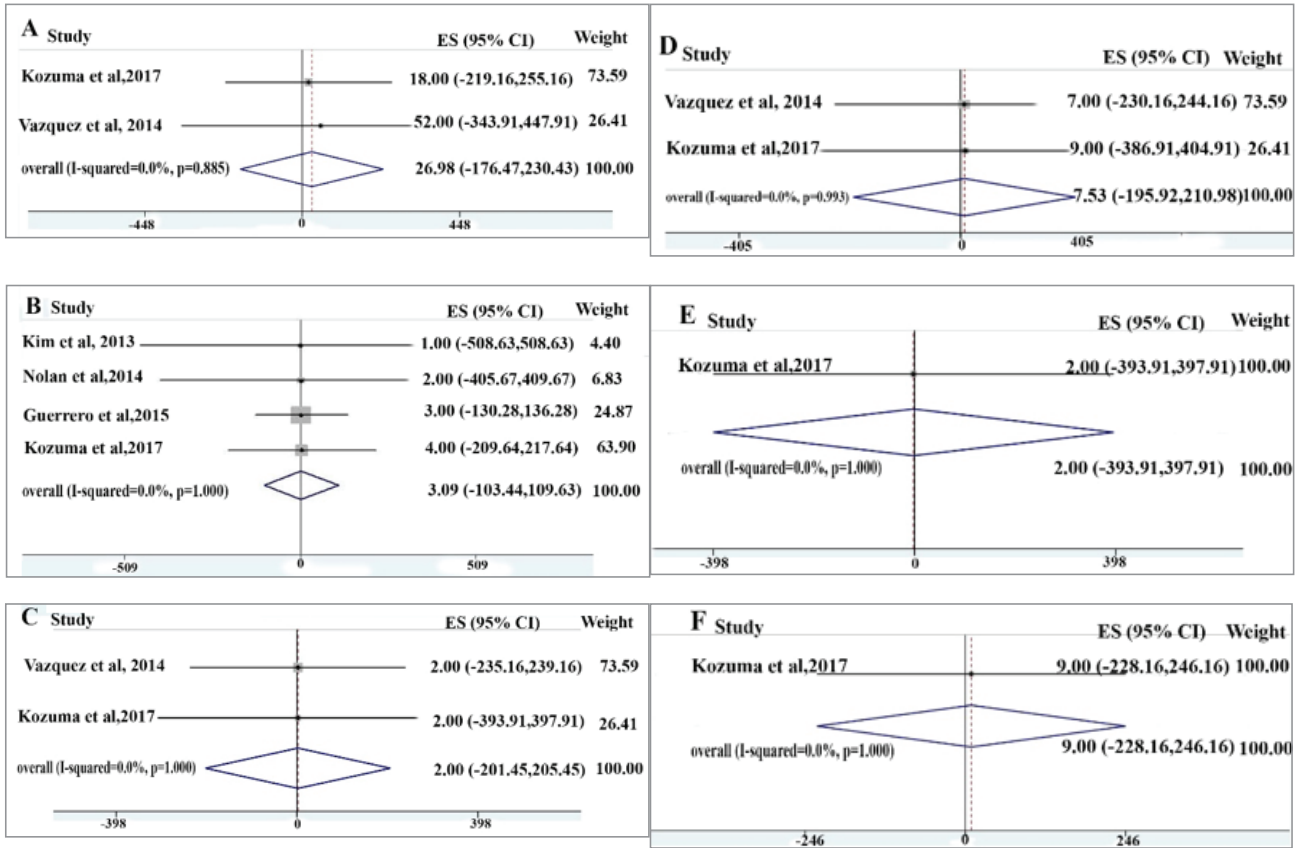 A Study ES (95% CI) Weight
Kozuma et al,2017 18.00 (-219.16,255.16) 73.59
Vazquez et al, 2014 52.00 (-343.91,447.91) 26.41
overall (I-squared=0.0%, p=0.885) 26.98 (-176.47,230.43) 100.00
-448 0 448
D Study ES (95% CI) Weight
Vazquez et al, 2014 7.00 (-230.16,244.16) 73.59
Kozuma et al,2017 9.00 (-386.91,404.91) 26.41
overall (I-squared=0.0%, p=0.993) 7.53 (-195.92,210.98) 100.00
-405 0 405
B Study ES (95% CI) Weight
Kim et al, 2013 1.00 (-508.63,508.63) 4.40
Nolan et al,2014 2.00 (-405.67,409.67) 6.83
Guerrero et al,2015 3.00 (-130.28,136.28) 24.87
Kozuma et al,2017 4.00 (-209.64,217.64) 63.90
overall (I-squared=0.0%, p=1.000) 3.09 (-103.44,109.63) 100.00
-509 0 509
E Study ES (95% CI) Weight
Kozuma et al,2017 2.00 (-393.91,397.91) 100.00
overall (I-squared=0.0%, p=1.000) 2.00 (-393.91,397.91) 100.00
-398 0 398
C Study ES (95% CI) Weight
Vazquez et al, 2014 2.00 (-235.16,239.16) 73.59
Kozuma et al,2017 2.00 (-393.91,397.91) 26.41
overall (I-squared=0.0%, p=1.000) 2.00 (-201.45,205.45) 100.00
-398 0 398
F Study ES (95% CI) Weight
Kozuma et al,2017 9.00 (-228.16,246.16) 100.00
overall (I-squared=0.0%, p=1.000) 9.00 (-228.16,246.16) 100.00
-246 0 246